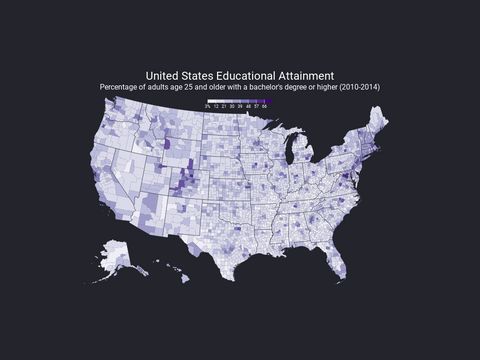 United States Educational Attainment
Percentage of adults age 25 and older with a bachelor's degree or higher (2010-2014)
3% 12 21 30 39 48 57 66